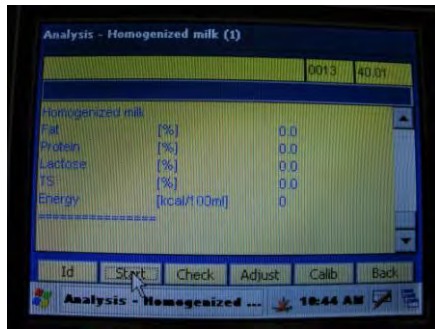 Analysis - Homogenized milk (1)
0013 40.01
Homogenized milk
Fat [%] 0.0
Protein [%] 0.0
Lactose [%] 0.0
TS [%] 0.0
Energy [kcal/100ml] 0
================
Id Start Check Adjust Calib Back
Analysis - Homogenized ... 10:44 AM